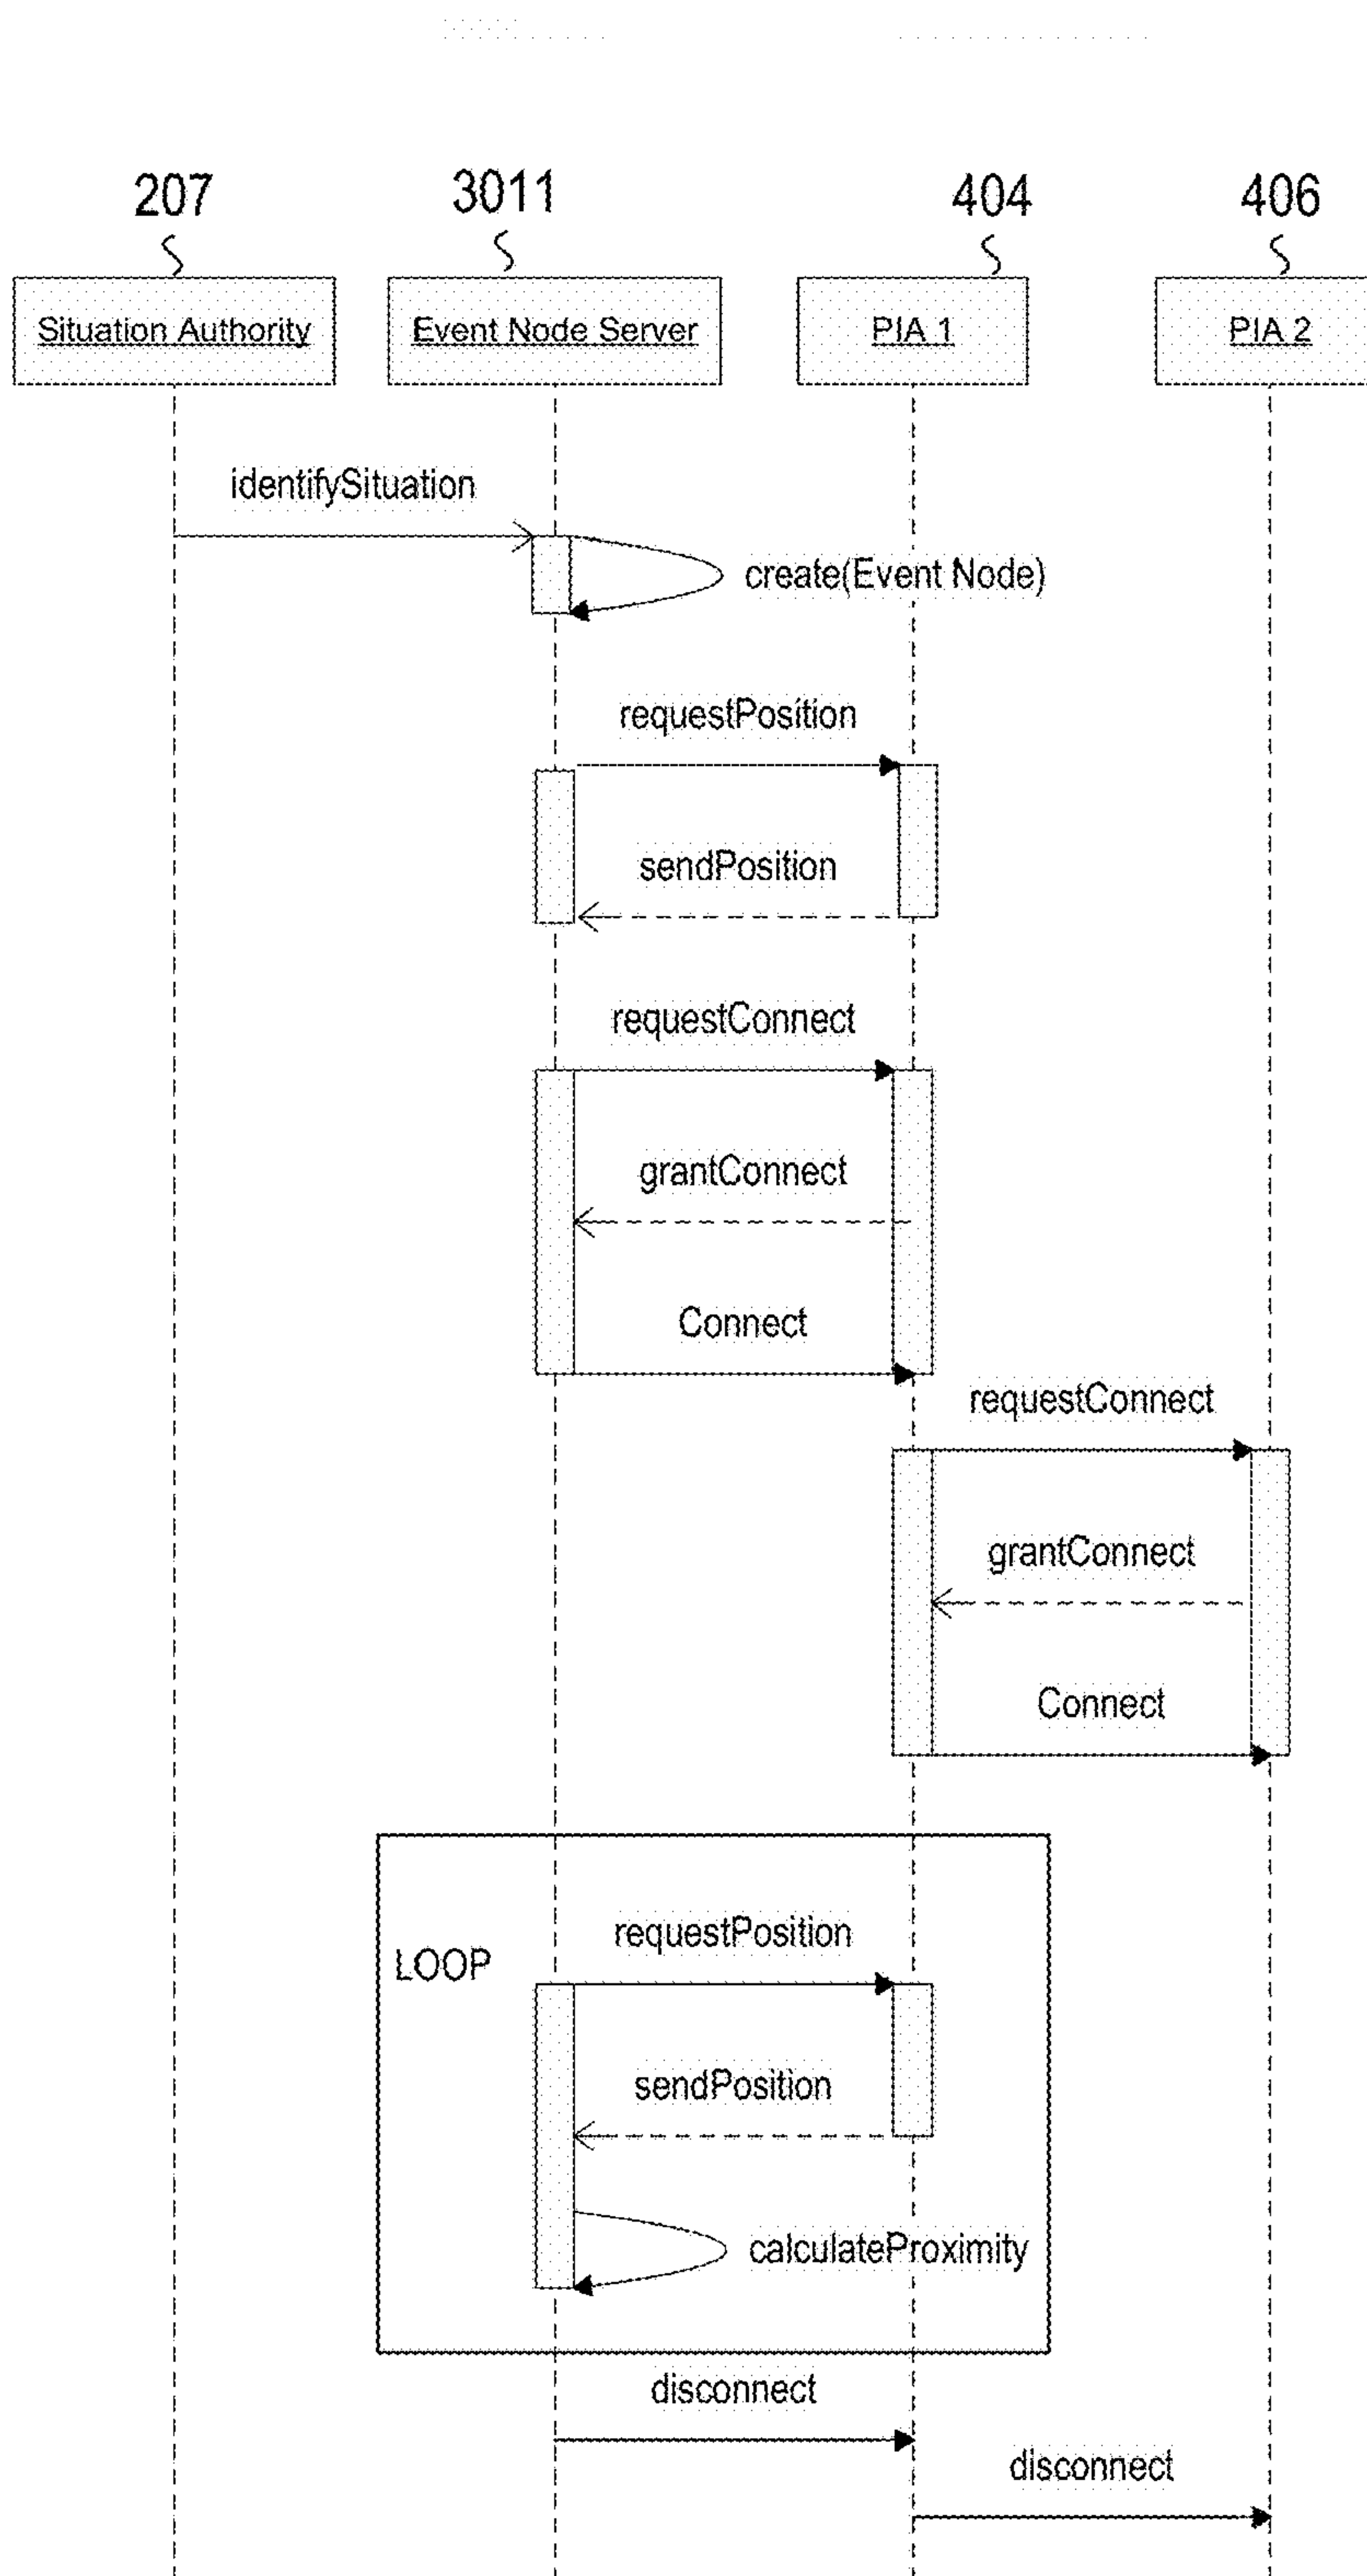 207
3011
404
406
Situation Authority
Event Node Server
PIA 1
PIA 2
identifySituation
create(Event Node)
requestPosition
sendPosition
requestConnect
grantConnect
Connect
requestConnect
grantConnect
Connect
requestPosition
LOOP
sendPosition
calculateProximity
disconnect
disconnect